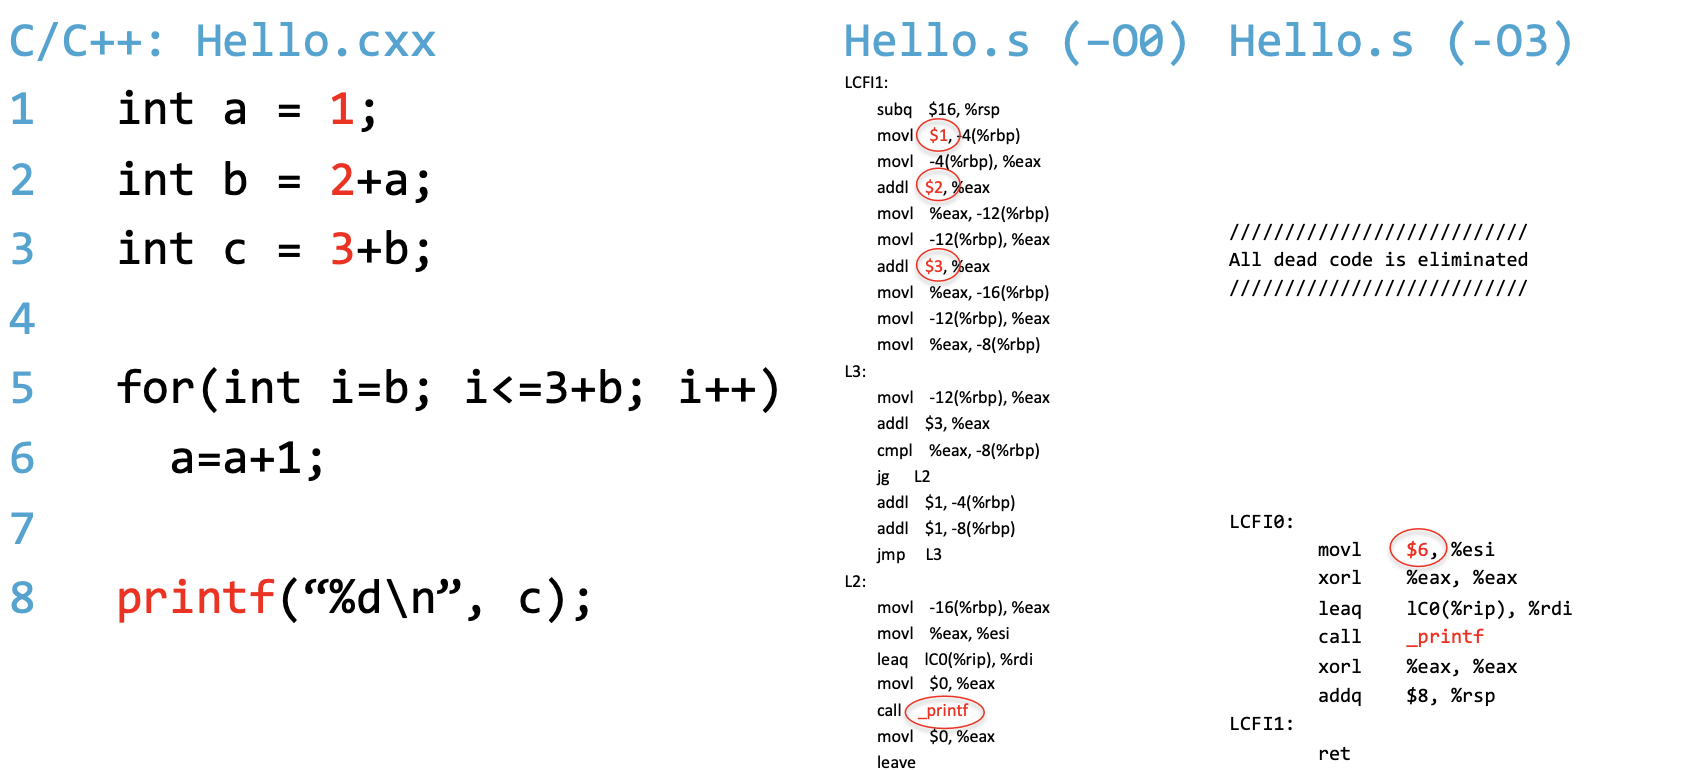 C/C++: Hello.cxx
1 int a = 1;
2 int b = 2+a;
3 int c = 3+b;
4
5 for(int i=b; i<=3+b; i++)
6 a=a+1;
7
8 printf(“%d\n”, c);
Hello.s (–O0)
LCFI1:
subq $16, %rsp
movl $1, -4(%rbp)
movl -4(%rbp), %eax
addl $2, %eax
movl %eax, -12(%rbp)
movl -12(%rbp), %eax
addl $3, %eax
movl %eax, -16(%rbp)
movl -12(%rbp), %eax
movl %eax, -8(%rbp)
L3:
movl -12(%rbp), %eax
addl $3, %eax
cmpl %eax, -8(%rbp)
jg L2
addl $1, -4(%rbp)
addl $1, -8(%rbp)
jmp L3
L2:
movl -16(%rbp), %eax
movl %eax, %esi
leaq lC0(%rip), %rdi
movl $0, %eax
call _printf
movl $0, %eax
leave
Hello.s (-O3)
///////////////////////////
All dead code is eliminated
///////////////////////////
LCFI0:
movl $6, %esi
xorl %eax, %eax
leaq lC0(%rip), %rdi
call _printf
xorl %eax, %eax
addq $8, %rsp
LCFI1:
ret